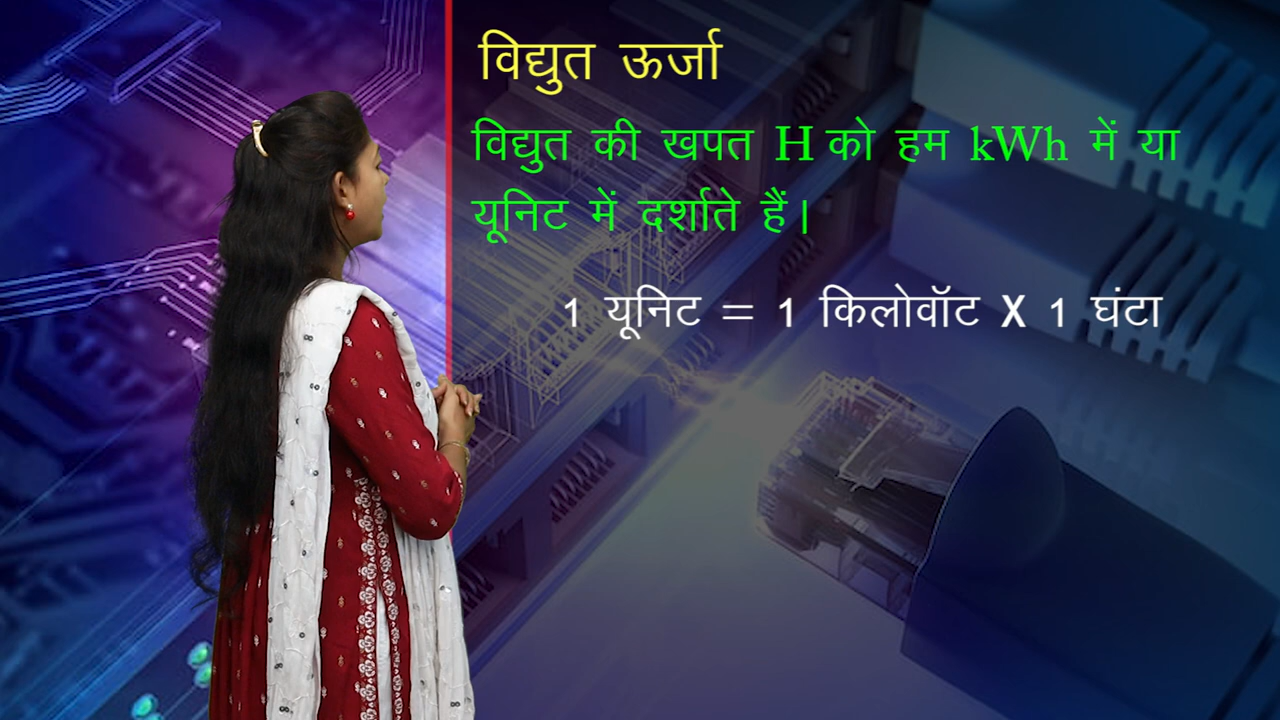 विद्युत ऊर्जा
विद्युत की खपत H को हम kWh में या
यूनिट में दर्शाते हैं।
1 यूनिट = 1 किलोवॉट X 1 घंटा